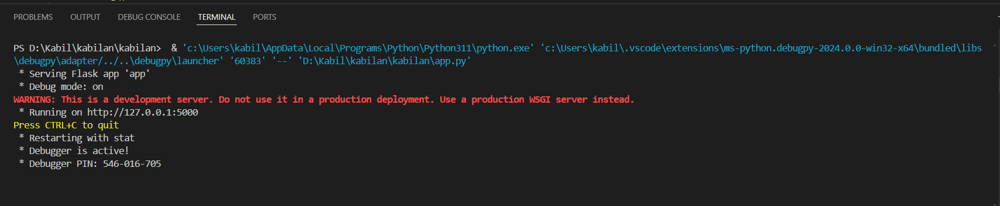 PROBLEMS OUTPUT DEBUG CONSOLE TERMINAL PORTS
PS D:\Kabil\kabilan\kabilan>  & 'c:\Users\kabil\AppData\Local\Programs\Python\Python311\python.exe' 'c:\Users\kabil\.vscode\extensions\ms-python.debugpy-2024.0.0-win32-x64\bundled\libs
\debugpy\adapter/../..\debugpy\launcher' '60383' '--' 'D:\Kabil\kabilan\kabilan\app.py'
 * Serving Flask app 'app'
 * Debug mode: on
WARNING: This is a development server. Do not use it in a production deployment. Use a production WSGI server instead.
 * Running on http://127.0.0.1:5000
Press CTRL+C to quit
 * Restarting with stat
 * Debugger is active!
 * Debugger PIN: 546-016-705